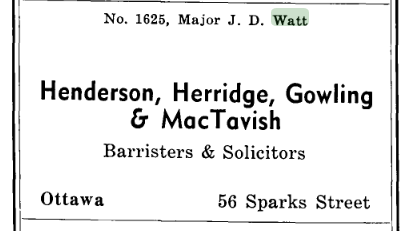 No. 1625, Major J. D. Watt
Henderson, Herridge, Gowling
& MacTavish
Barristers & Solicitors
Ottawa 56 Sparks Street